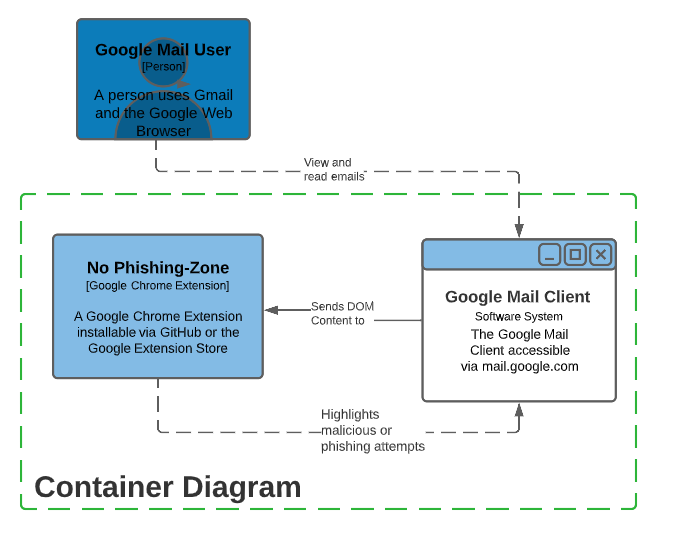 Google Mail User
[Person]
A person uses Gmail
and the Google Web
Browser
View and
read emails
No Phishing-Zone
[Google Chrome Extension]
A Google Chrome Extension
installable via GitHub or the
Google Extension Store
Sends DOM
Content to
Google Mail Client
Software System
The Google Mail
Client accessible
via mail.google.com
Highlights
malicious or
phishing attempts
Container Diagram